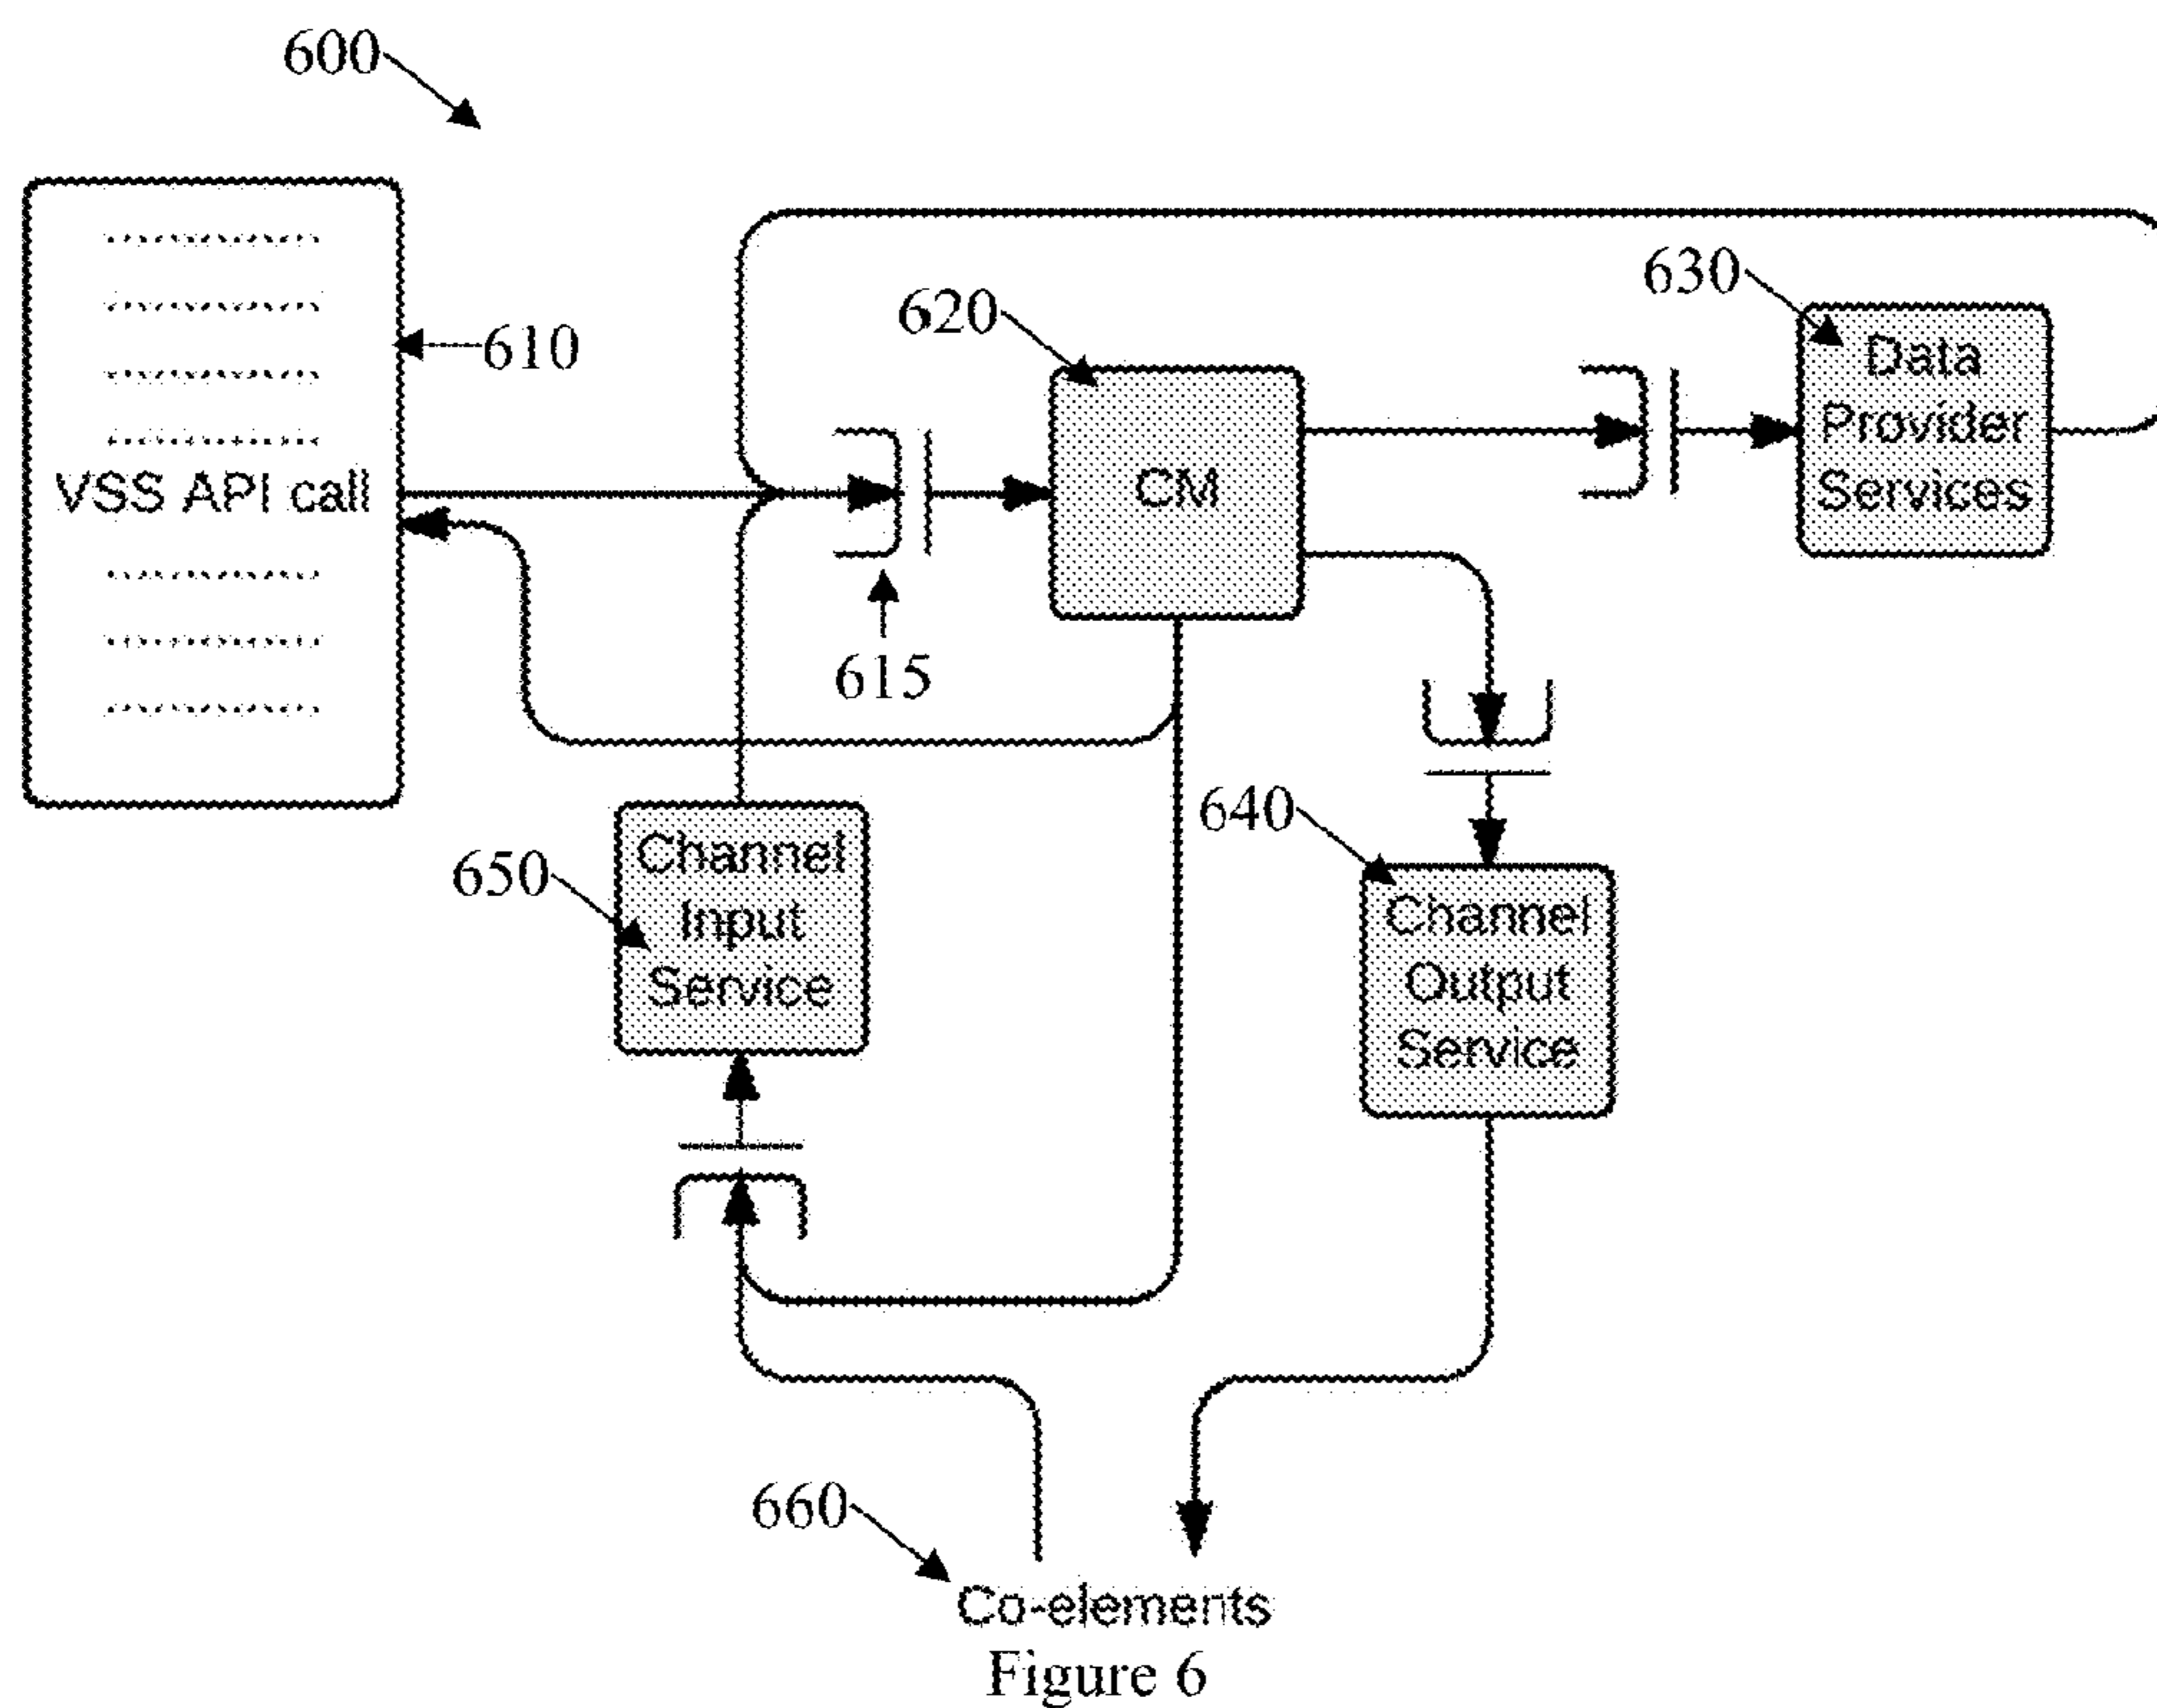 600
630
620
610
Data
Provider
Services
VSS API call
CM
615
640
650
Channel
Input
Service
Channel
Output
Service
660
Co-elements
Figure 6